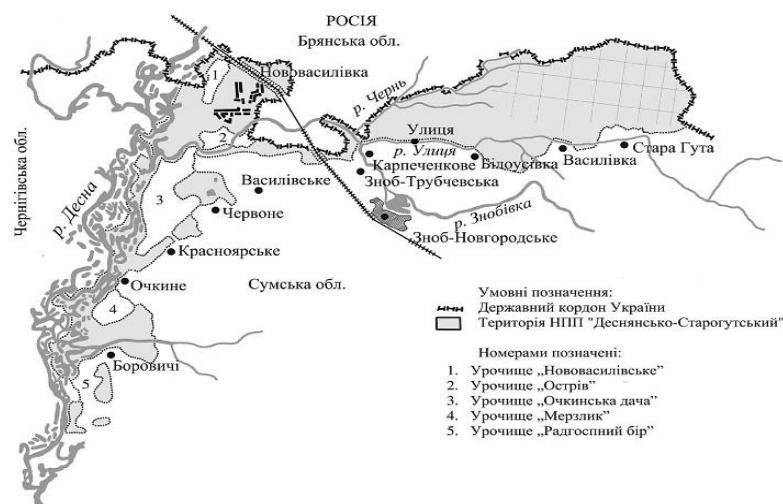 РОСІЯ
Брянська обл.
1
Нововасилівка
р. Чернь
2
Улиця
р. Улиця
Карпеченкове
Білоусівка
Василівка
Стара Гута
Зноб-Трубчевська
Чернігівська обл.
р. Десна
3
Василівське
Червоне
р. Знобівка
Зноб-Новгородське
Красноярське
Очкине
Сумська обл.
4
Боровичі
5
Умовні позначення:
Державний кордон України
Територія НПП "Деснянсько-Старогутський"
Номерами позначені:
1. Урочище „Нововасилівське”
2. Урочище „Острів”
3. Урочище „Очкинська дача”
4. Урочище „Мерзлик”
5. Урочище „Радгоспний бір”